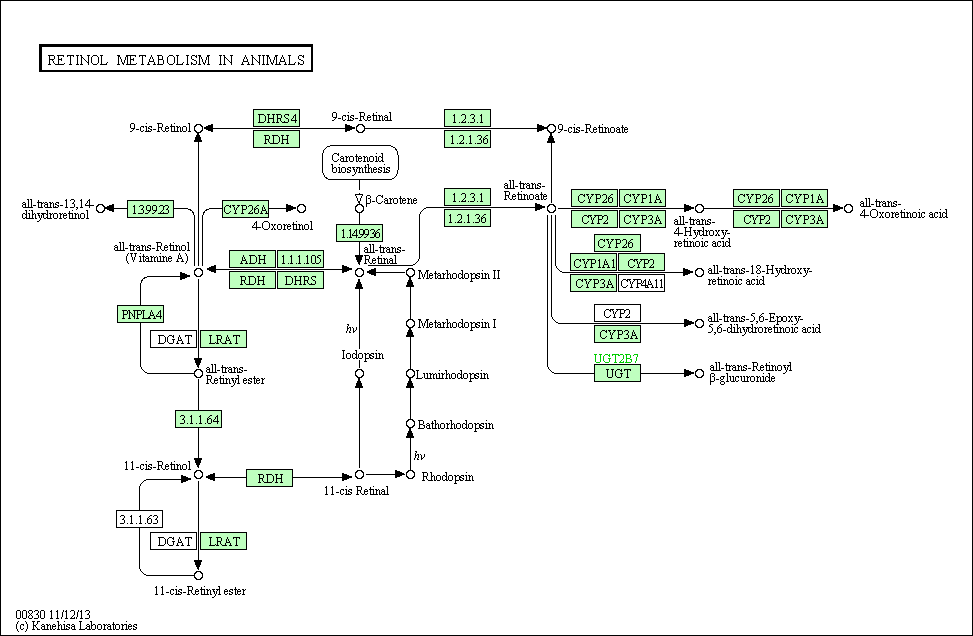 RETINOL METABOLISM IN ANIMALS
9-cis-Retinol
DHRS4
RDH
9-cis-Retinal
1.2.3.1
1.2.1.36
9-cis-Retinoate
Carotenoid
biosynthesis
β-Carotene
1.14.99.36
all-trans-
Retinal
all-trans-13,14-
dihydroretinol
1.3.99.23
CYP26A
4-Oxoretinol
all-trans-Retinol
(Vitamine A)
ADH
1.1.1.105
RDH
DHRS
1.2.3.1
1.2.1.36
all-trans-
Retinoate
CYP26
CYP1A
CYP2
CYP3A
all-trans-
4-Hydroxy-
retinoic acid
CYP26
CYP1A
CYP2
CYP3A
all-trans-
4-Oxoretinoic acid
CYP26
CYP1A1
CYP2
CYP3A
CYP4A11
all-trans-18-Hydroxy-
retinoic acid
CYP2
CYP3A
all-trans-5,6-Epoxy-
5,6-dihydroretinoic acid
UGT2B7
UGT
all-trans-Retinoyl
β-glucuronide
Metarhodopsin II
Metarhodopsin I
Lumirhodopsin
Bathorhodopsin
hν
Rhodopsin
hν
Iodopsin
11-cis Retinal
PNPLA4
DGAT
LRAT
all-trans-
Retinyl ester
3.1.1.64
11-cis-Retinol
RDH
3.1.1.63
DGAT
LRAT
11-cis-Retinyl ester
00830 11/12/13
(c) Kanehisa Laboratories